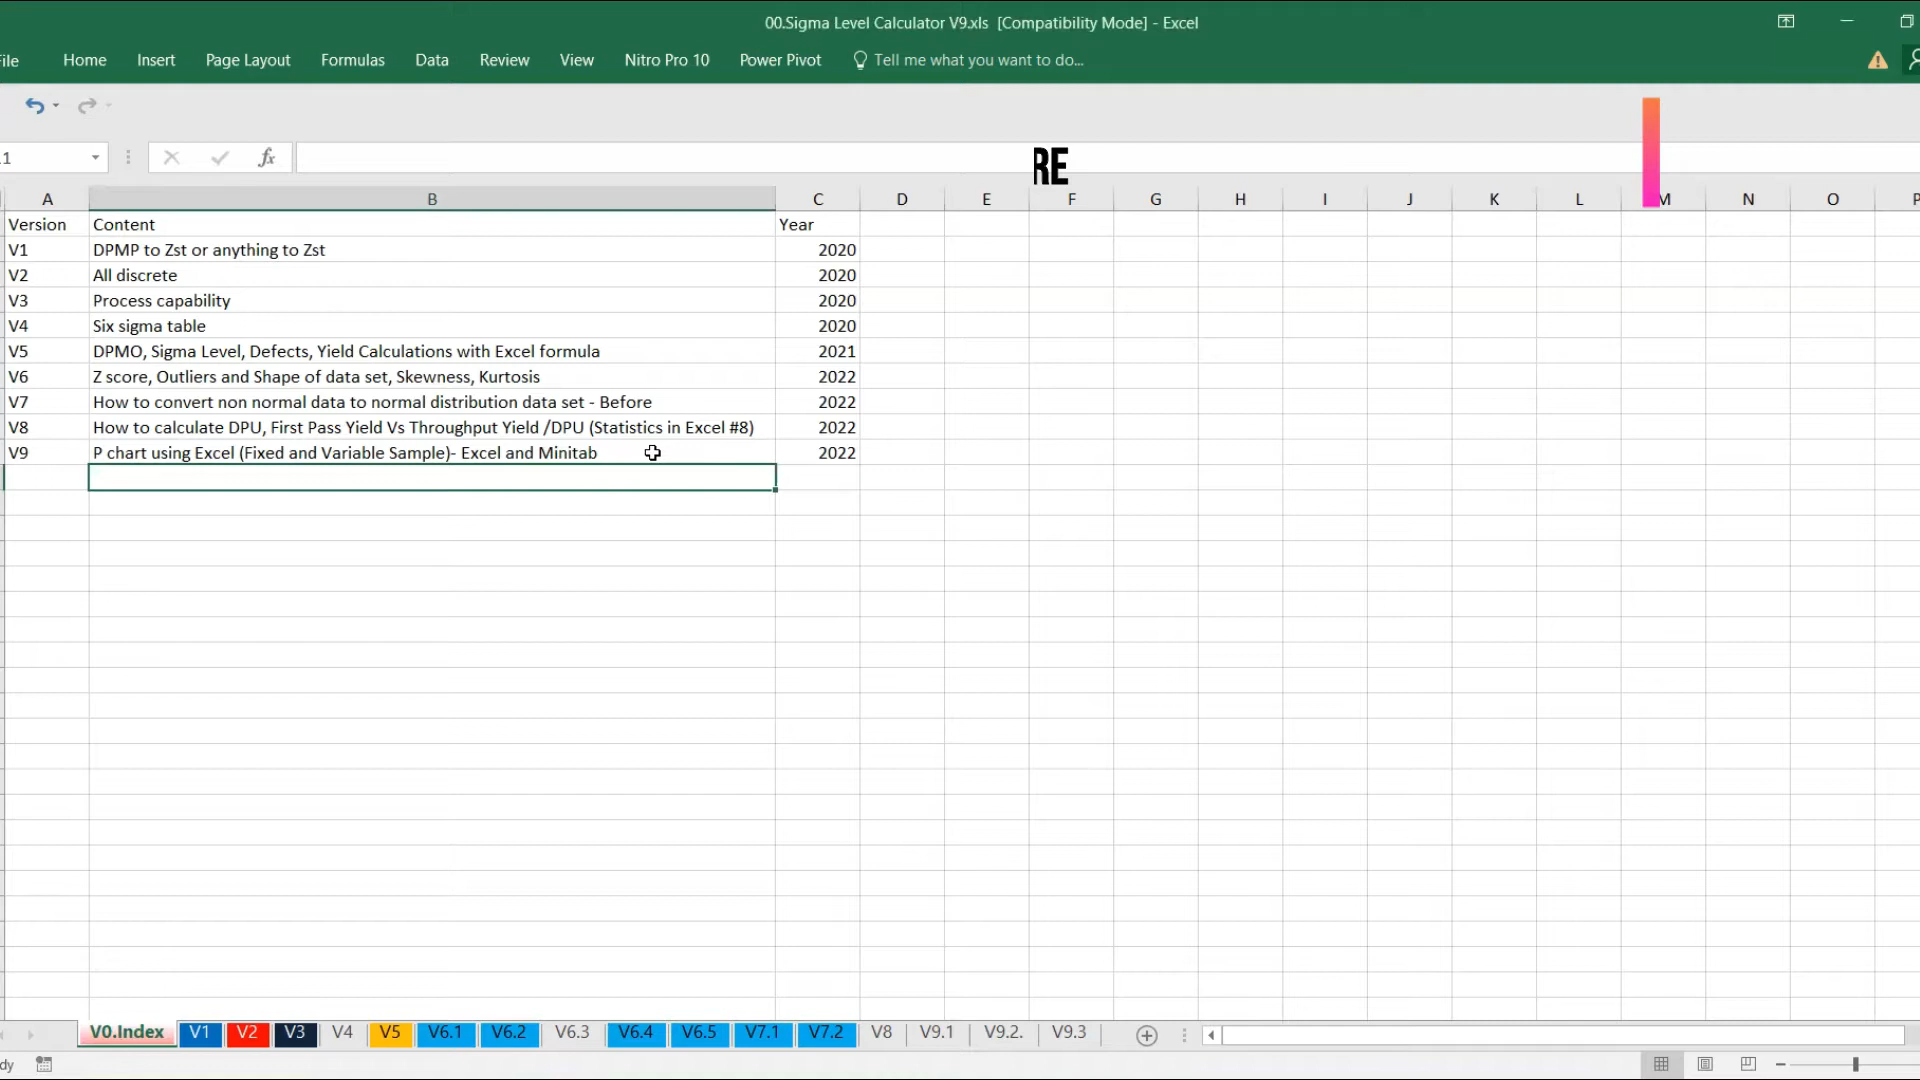 00.Sigma Level Calculator V9.xls [Compatibility Mode] - Excel
ile Home Insert Page Layout Formulas Data Review View Nitro Pro 10 Power Pivot Tell me what you want to do...
1 fx
RE
A B C D E F G H I J K L M N O P
Version Content Year
V1 DPMP to Zst or anything to Zst 2020
V2 All discrete 2020
V3 Process capability 2020
V4 Six sigma table 2020
V5 DPMO, Sigma Level, Defects, Yield Calculations with Excel formula 2021
V6 Z score, Outliers and Shape of data set, Skewness, Kurtosis 2022
V7 How to convert non normal data to normal distribution data set - Before 2022
V8 How to calculate DPU, First Pass Yield Vs Throughput Yield /DPU (Statistics in Excel #8) 2022
V9 P chart using Excel (Fixed and Variable Sample)- Excel and Minitab 2022
V0.Index V1 V2 V3 V4 V5 V6.1 V6.2 V6.3 V6.4 V6.5 V7.1 V7.2 V8 V9.1 V9.2. V9.3
dy